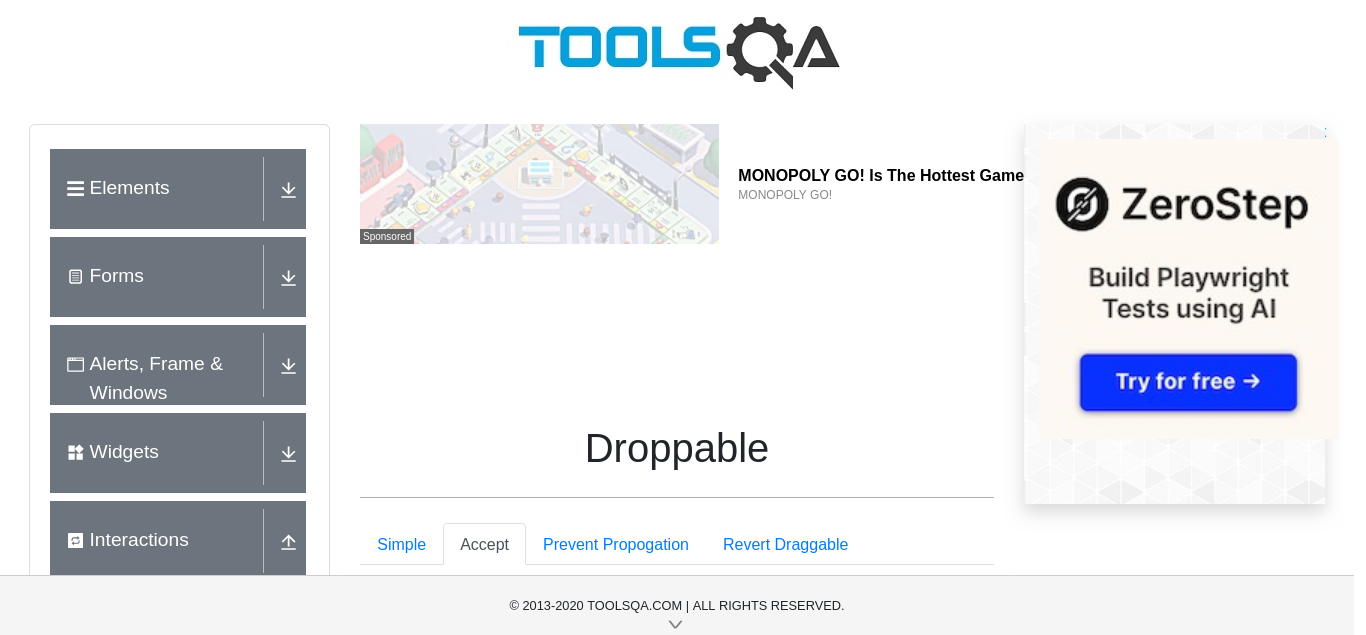 TOOLSQA
Elements
Forms
Alerts, Frame &
Windows
Widgets
Interactions
Sponsored
MONOPOLY GO! Is The Hottest Game
MONOPOLY GO!
ZeroStep
Build Playwright
Tests using AI
Try for free →
Droppable
Simple Accept Prevent Propogation Revert Draggable
© 2013-2020 TOOLSQA.COM | ALL RIGHTS RESERVED.